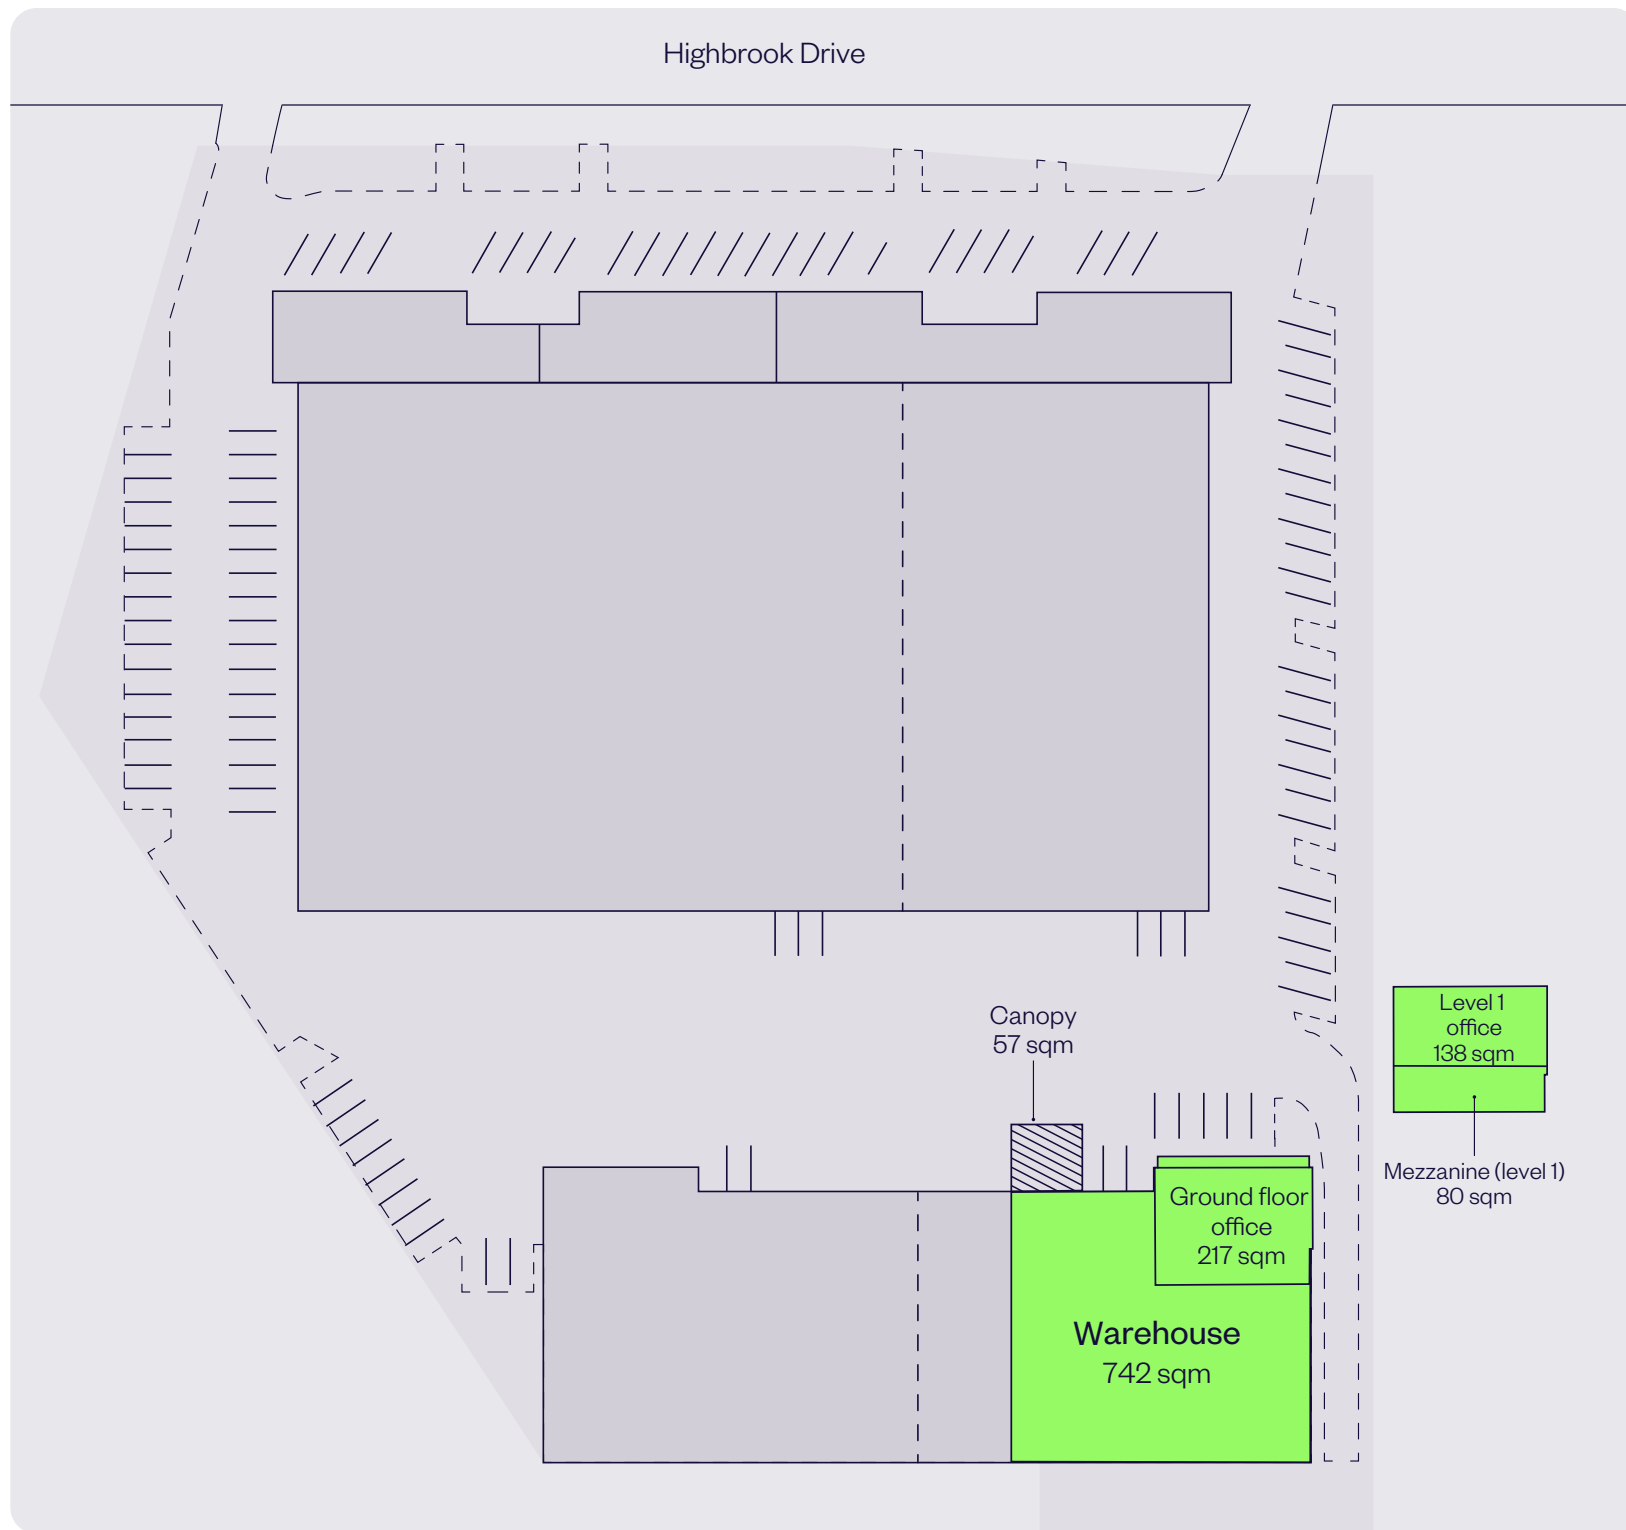 Highbrook Drive
Level 1
office
138 sqm
Canopy
57 sqm
Mezzanine (level 1)
80 sqm
Ground floor
office
217 sqm
Warehouse
742 sqm